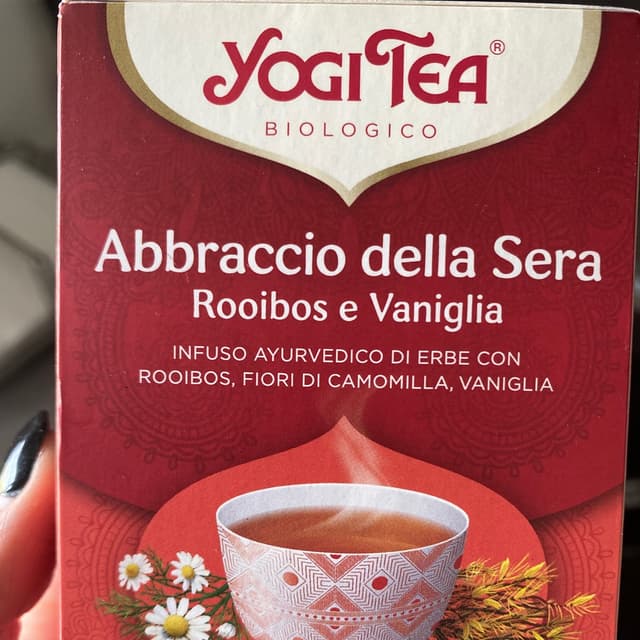 YOGI TEA®
BIOLOGICO
Abbraccio della Sera
Rooibos e Vaniglia
INFUSO AYURVEDICO DI ERBE CON
ROOIBOS, FIORI DI CAMOMILLA, VANIGLIA